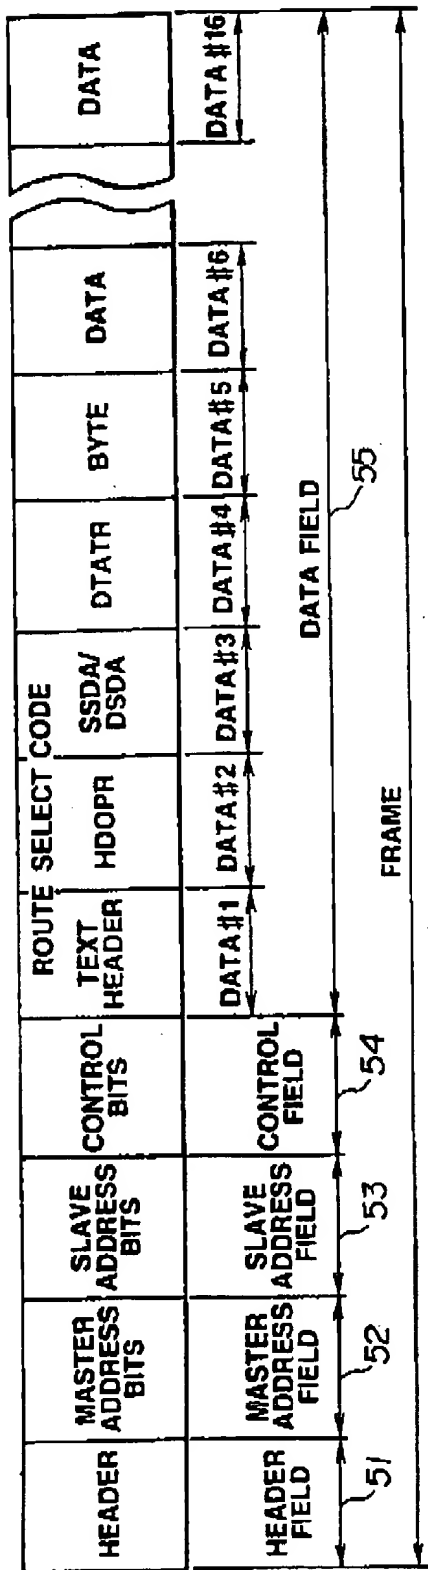 HEADER
MASTER
ADDRESS
BITS
SLAVE
ADDRESS
BITS
CONTROL
BITS
ROUTE SELECT CODE
TEXT
HEADER
HDOPR
SSDA/
DSDA
DTATR
BYTE
DATA
DATA
HEADER
FIELD
MASTER
ADDRESS
FIELD
SLAVE
ADDRESS
FIELD
CONTROL
FIELD
DATA#1
DATA#2
DATA#3
DATA#4
DATA#5
DATA#6
DATA#16
51
52
53
54
DATA FIELD
55
FRAME